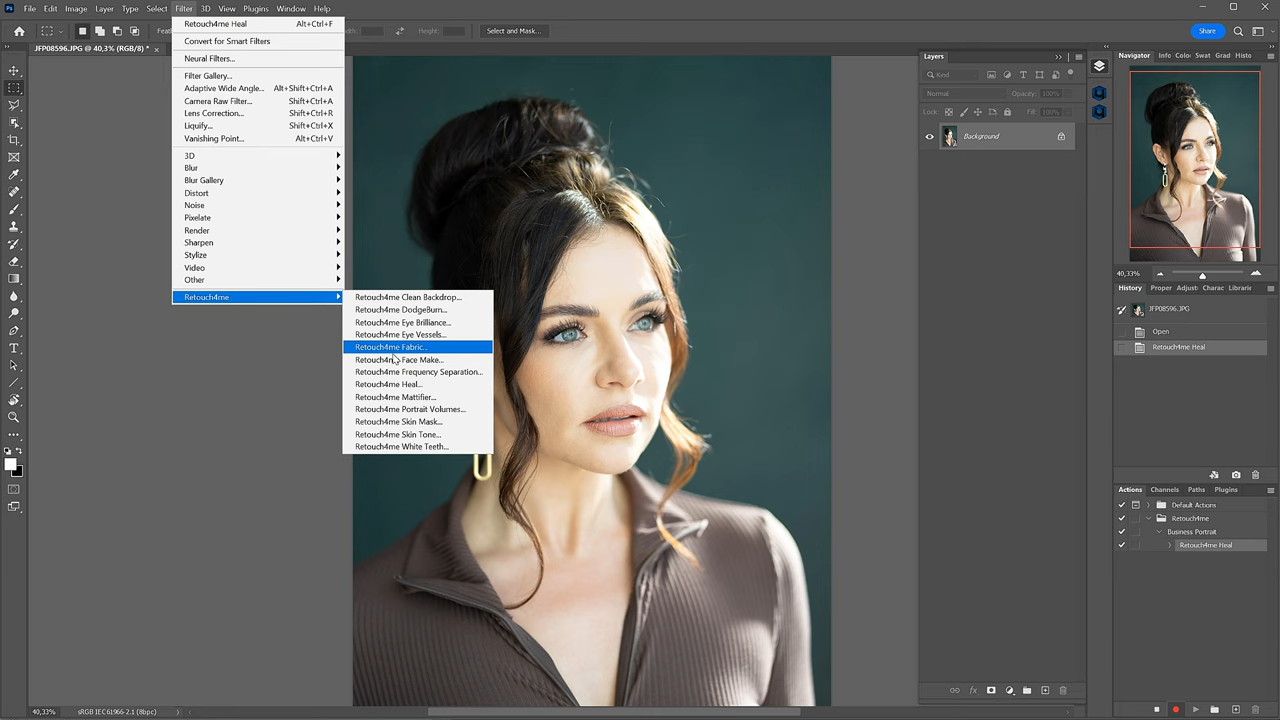 Ps File Edit Image Layer Type Select Filter 3D View Plugins Window Help
Width: Height: Select and Mask... Share
JFP08596.JPG @ 40,3% (RGB/8) * ×
Retouch4me Heal Alt+Ctrl+F
Convert for Smart Filters
Neural Filters...
Filter Gallery...
Adaptive Wide Angle... Alt+Shift+Ctrl+A
Camera Raw Filter... Shift+Ctrl+A
Lens Correction... Shift+Ctrl+R
Liquify... Shift+Ctrl+X
Vanishing Point... Alt+Ctrl+V
3D
Blur
Blur Gallery
Distort
Noise
Pixelate
Render
Sharpen
Stylize
Video
Other
Retouch4me
Retouch4me Clean Backdrop...
Retouch4me DodgeBurn...
Retouch4me Eye Brilliance...
Retouch4me Eye Vessels...
Retouch4me Fabric...
Retouch4me Face Make...
Retouch4me Frequency Separation...
Retouch4me Heal...
Retouch4me Mattifier...
Retouch4me Portrait Volumes...
Retouch4me Skin Mask...
Retouch4me Skin Tone...
Retouch4me White Teeth...
Layers
Kind
Normal Opacity: 100%
Lock: Fill: 100%
Background
Navigator Info Colo Swat Grad Histo
40,33%
History Proper Adjust Charac Librarie
JFP08596.JPG
Open
Retouch4me Heal
Actions Channels Paths Plugins
Default Actions
Retouch4me
Business Portrait
Retouch4me Heal
40,33% sRGB IEC61966-2.1 (8bpc)